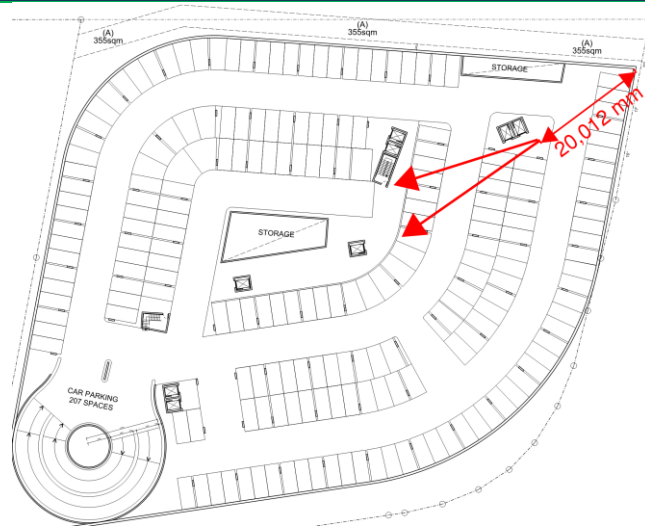 (A)
355sqm
(A)
355sqm
(A)
355sqm
STORAGE
20,012 mm
STORAGE
CAR PARKING
207 SPACES